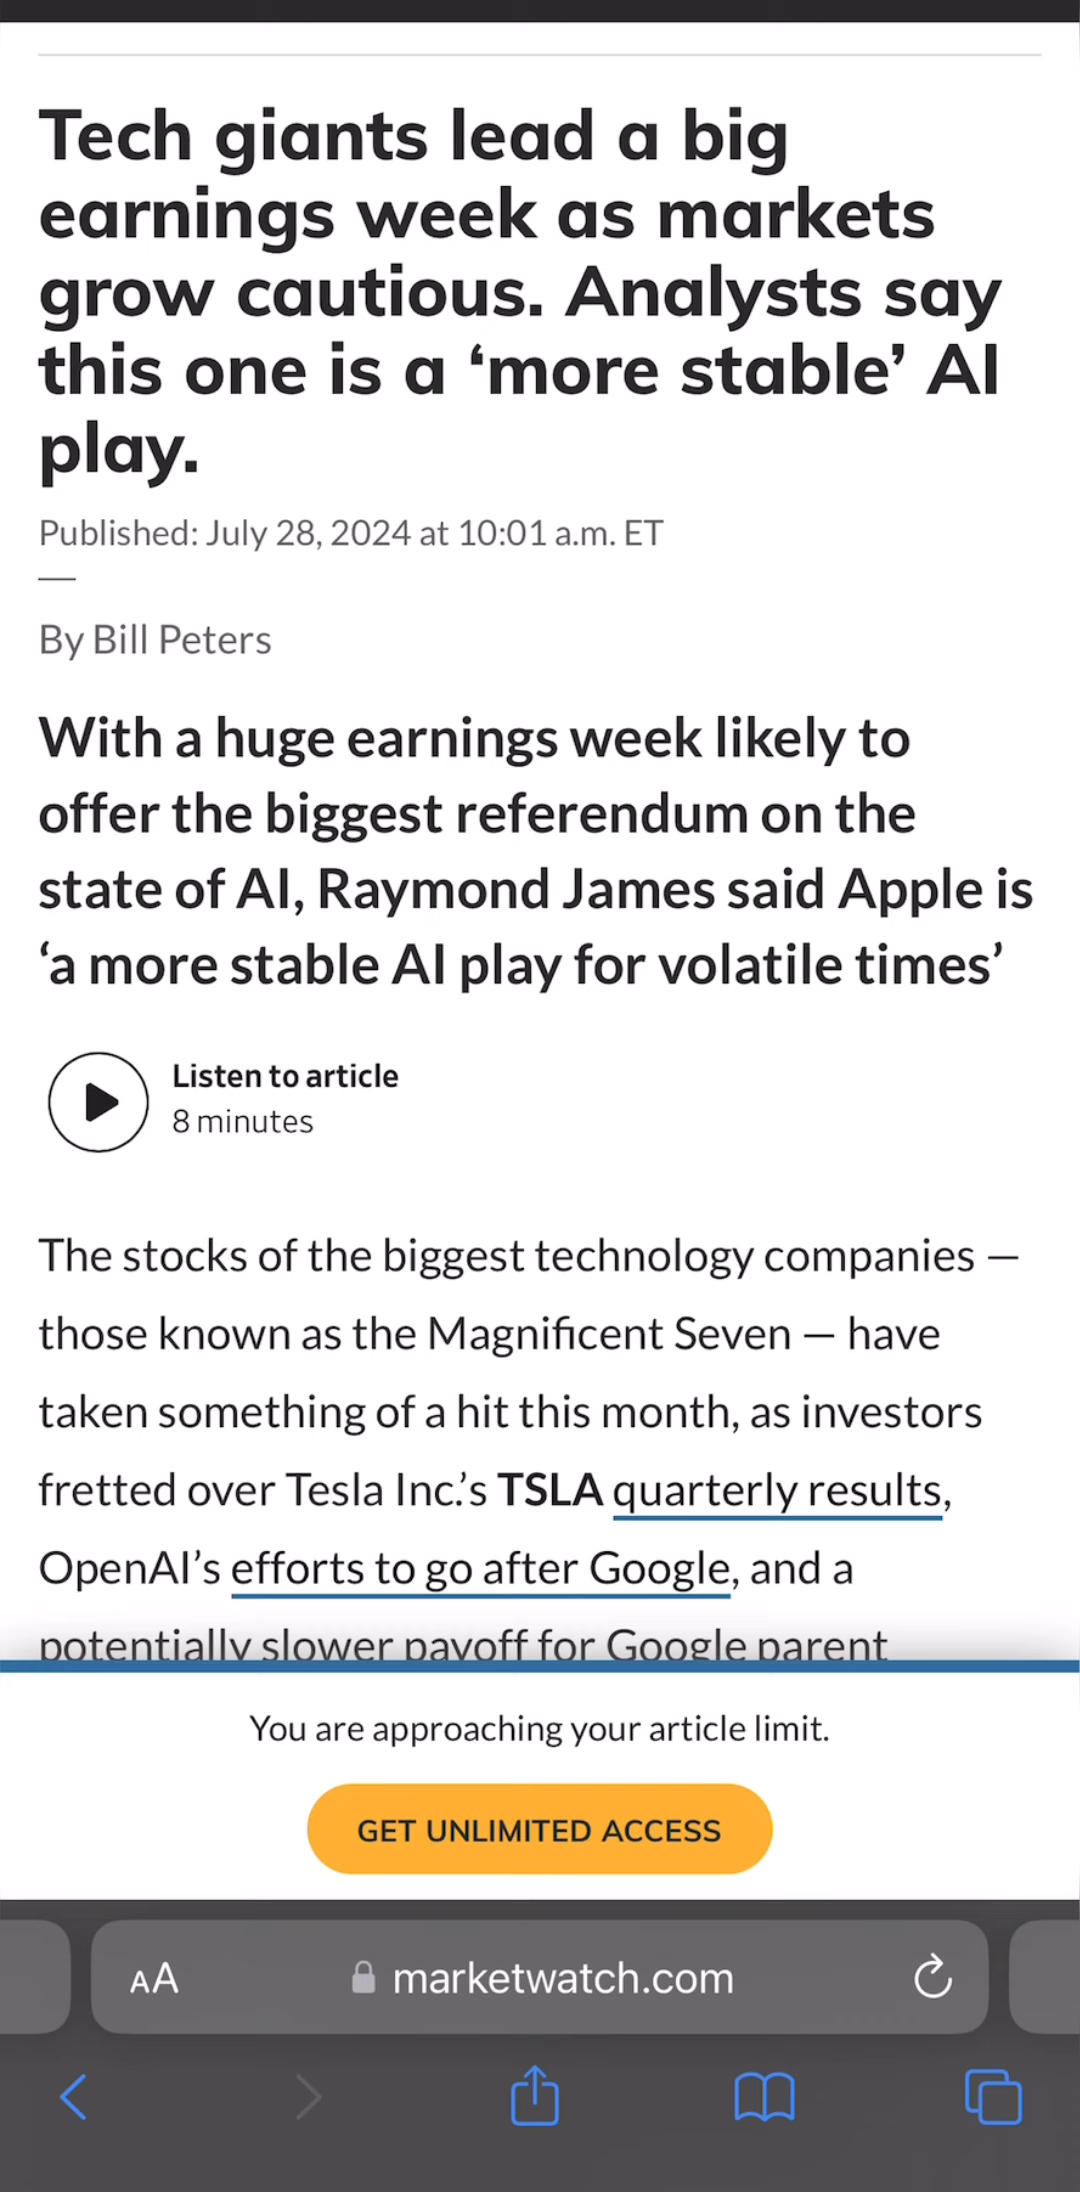 Tech giants lead a big
earnings week as markets
grow cautious. Analysts say
this one is a ‘more stable’ AI
play.
Published: July 28, 2024 at 10:01 a.m. ET
By Bill Peters
With a huge earnings week likely to
offer the biggest referendum on the
state of AI, Raymond James said Apple is
‘a more stable AI play for volatile times’
Listen to article
8 minutes
The stocks of the biggest technology companies —
those known as the Magnificent Seven — have
taken something of a hit this month, as investors
fretted over Tesla Inc.’s TSLA quarterly results,
OpenAI’s efforts to go after Google, and a
potentially slower payoff for Google parent
You are approaching your article limit.
GET UNLIMITED ACCESS
AA marketwatch.com